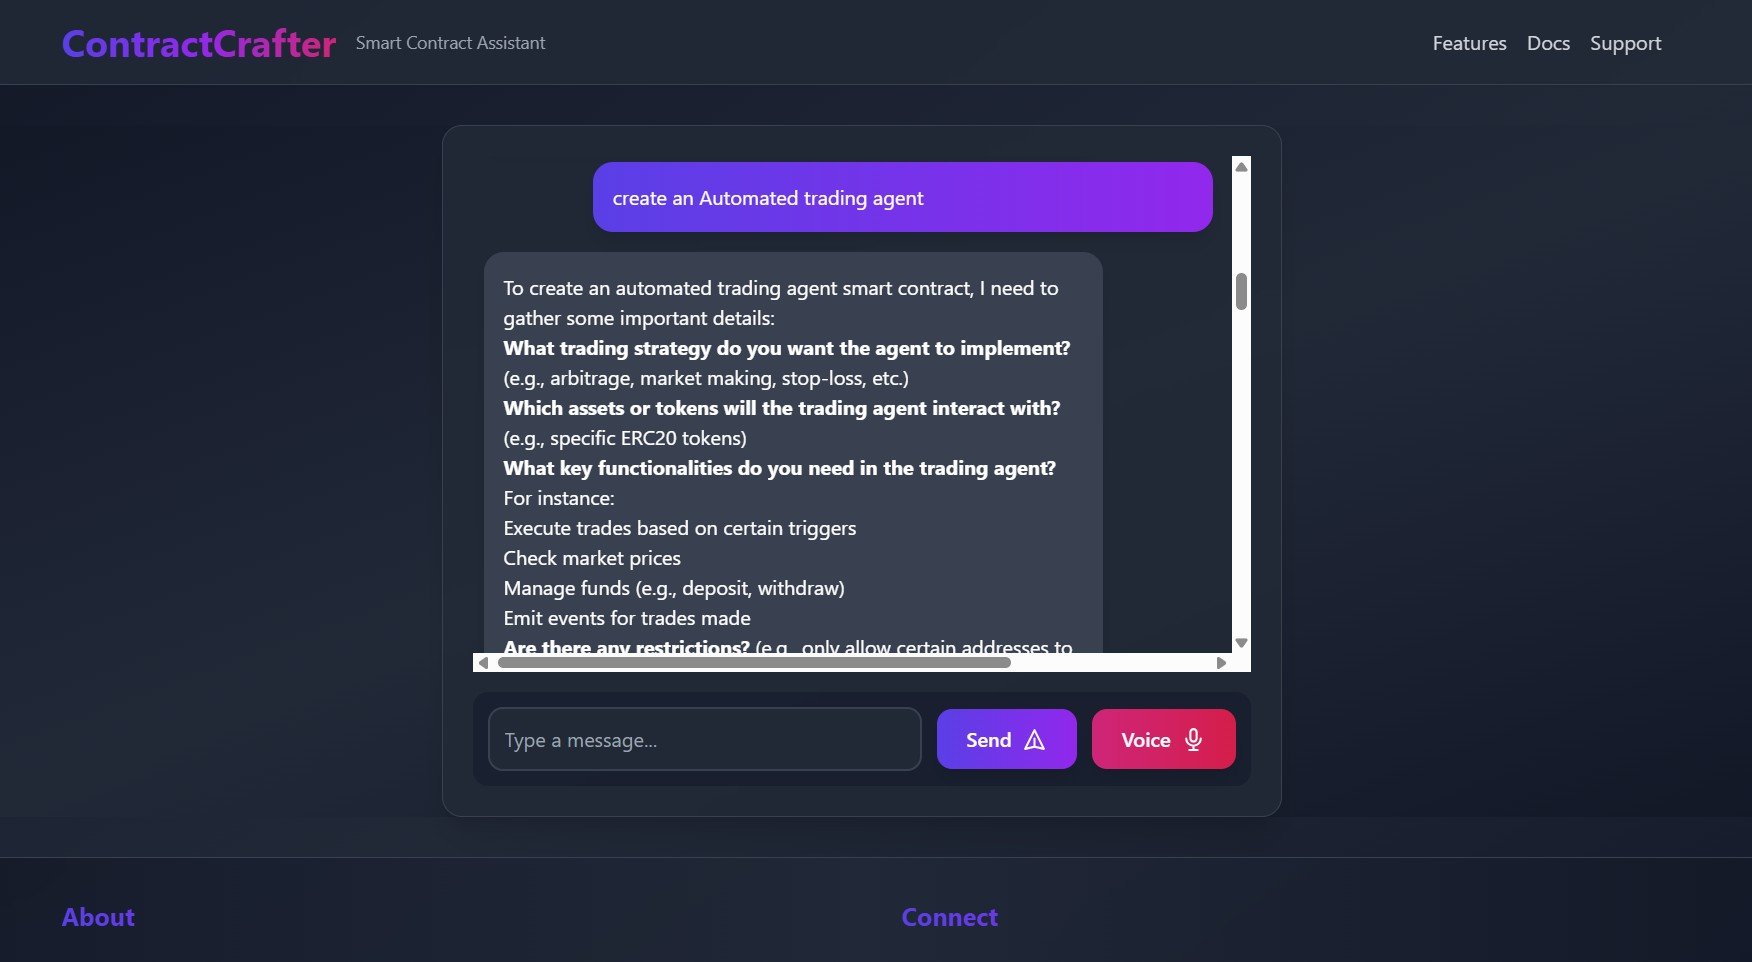 ContractCrafter Smart Contract Assistant Features Docs Support
create an Automated trading agent
To create an automated trading agent smart contract, I need to
gather some important details:
What trading strategy do you want the agent to implement?
(e.g., arbitrage, market making, stop-loss, etc.)
Which assets or tokens will the trading agent interact with?
(e.g., specific ERC20 tokens)
What key functionalities do you need in the trading agent?
For instance:
Execute trades based on certain triggers
Check market prices
Manage funds (e.g., deposit, withdraw)
Emit events for trades made
Are there any restrictions? (e.g., only allow certain addresses to
Type a message... Send Voice
About Connect